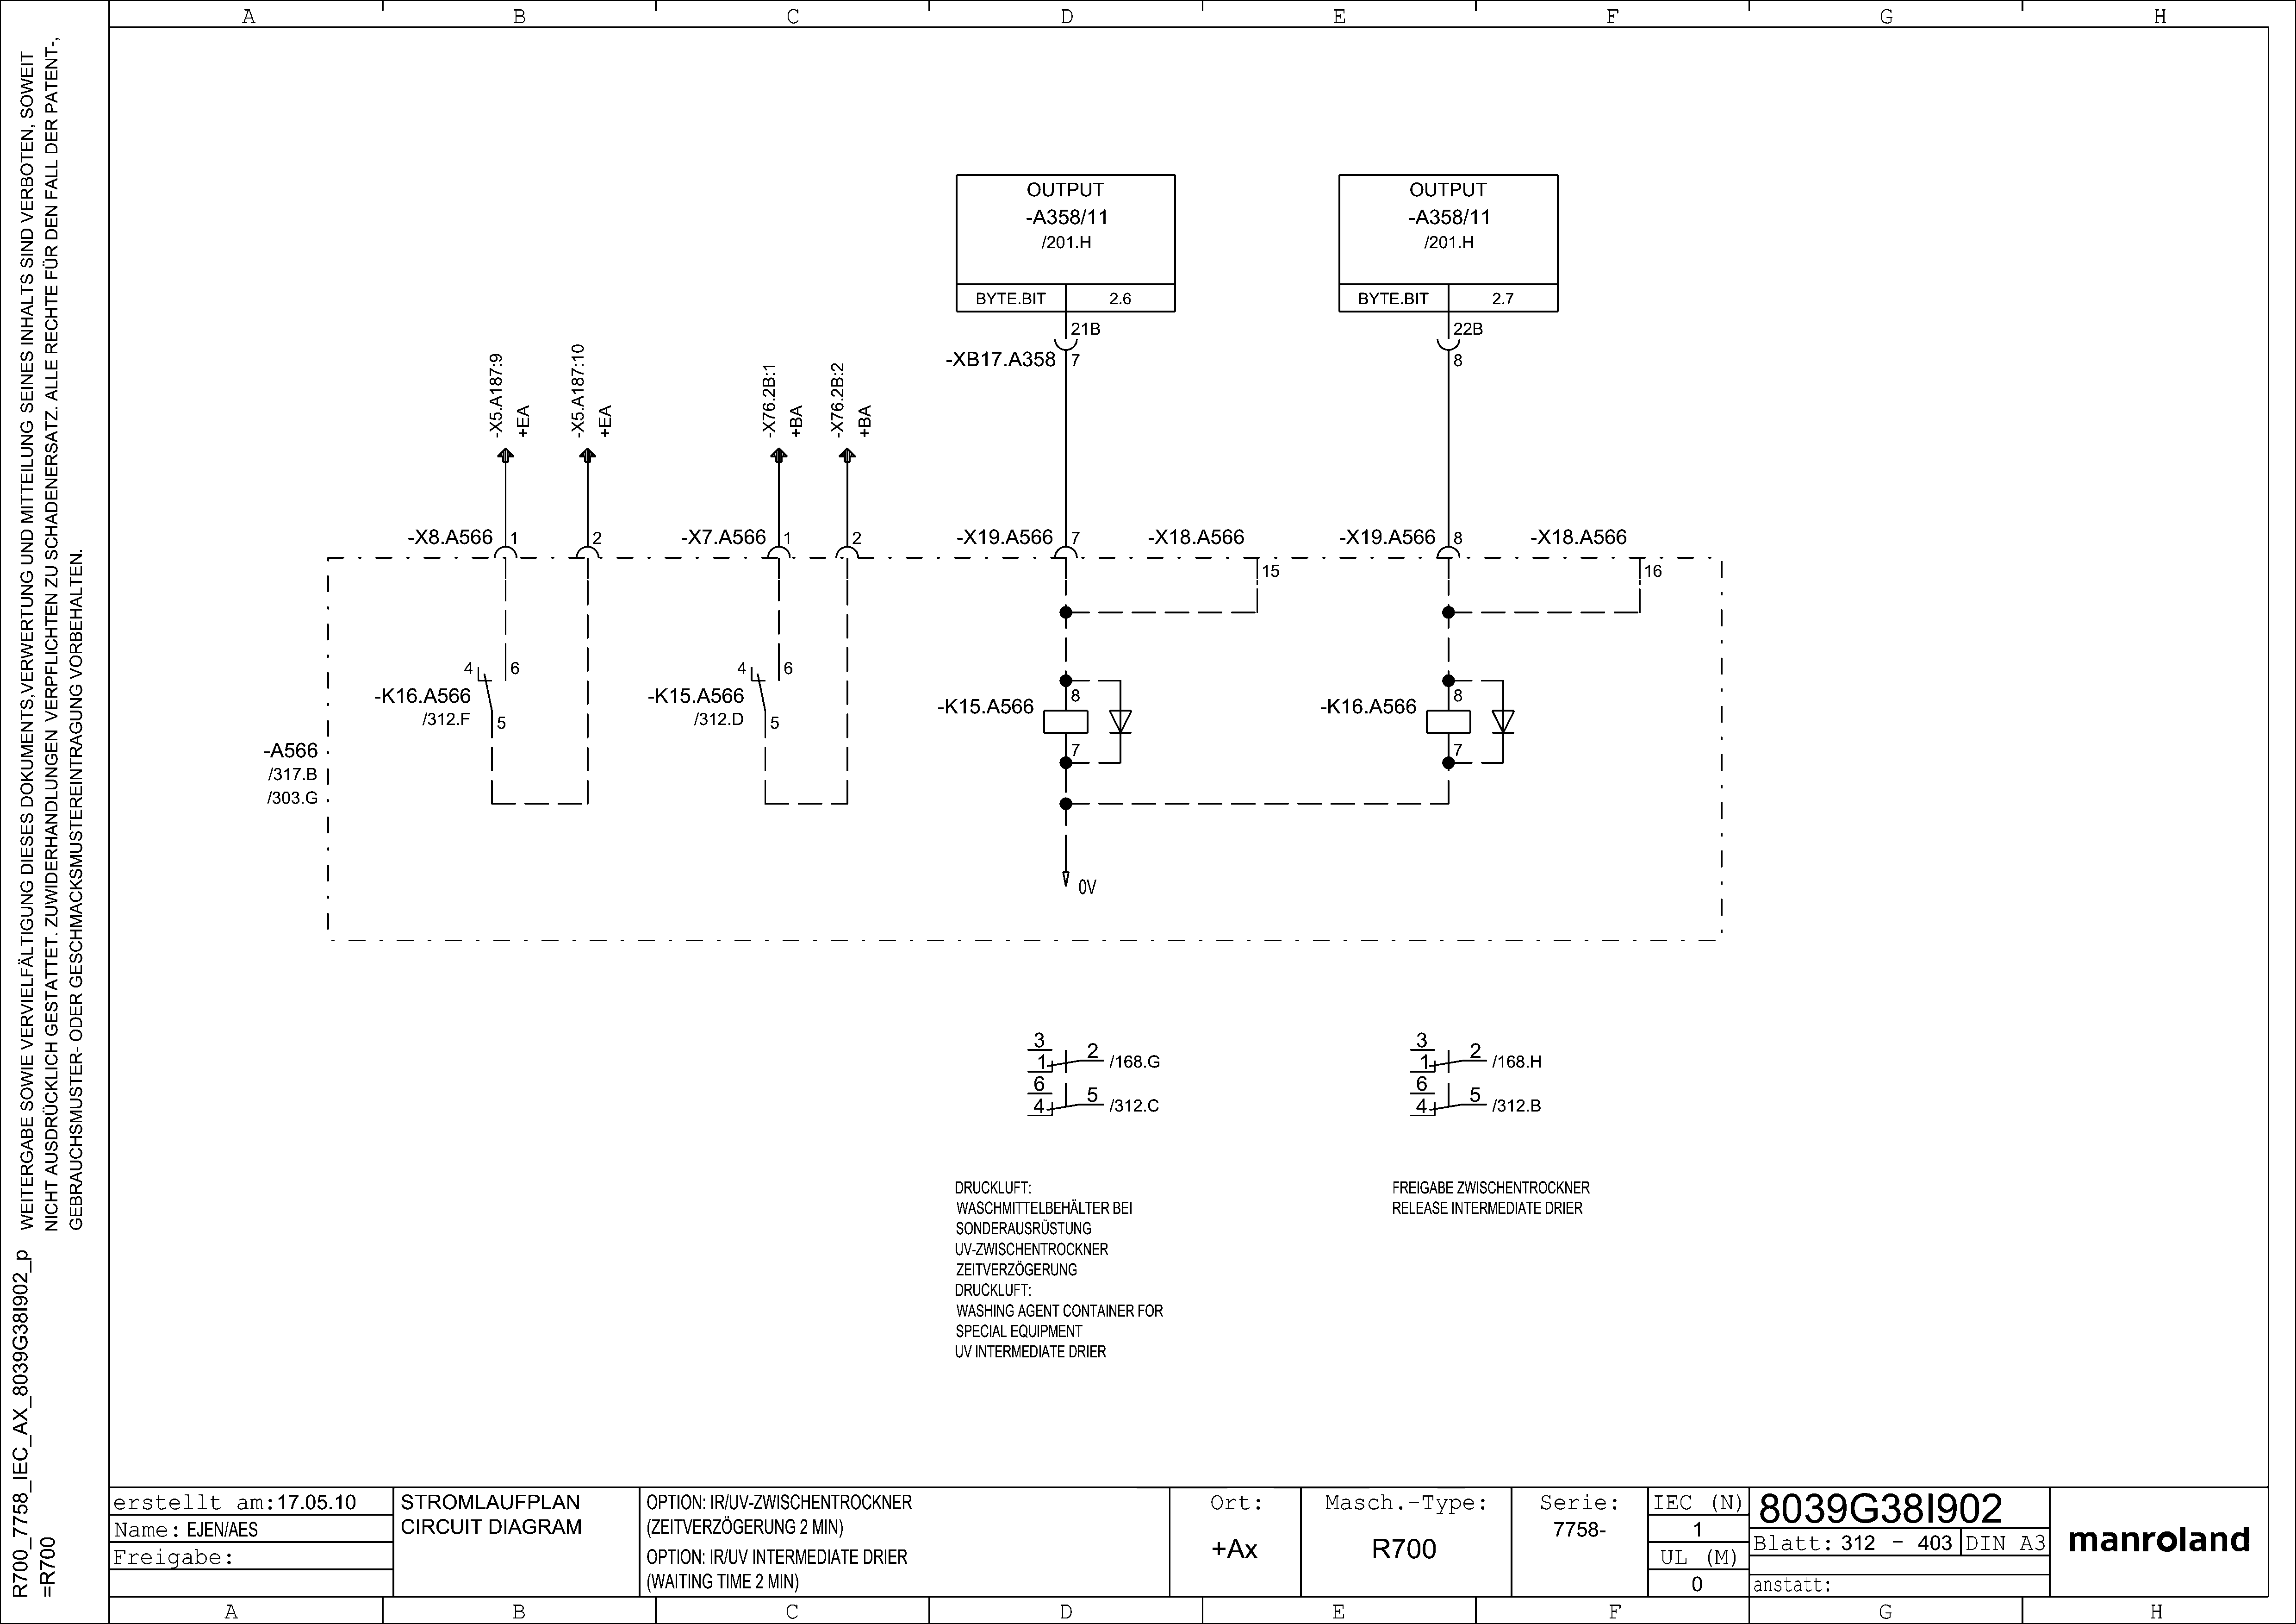 A B C D E F G H
WEITERGABE SOWIE VERVIELFÄLTIGUNG DIESES DOKUMENTS,VERWERTUNG UND MITTEILUNG SEINES INHALTS SIND VERBOTEN, SOWEIT
NICHT AUSDRÜCKLICH GESTATTET. ZUWIDERHANDLUNGEN VERPFLICHTEN ZU SCHADENERSATZ. ALLE RECHTE FÜR DEN FALL DER PATENT-,
GEBRAUCHSMUSTER- ODER GESCHMACKSMUSTEREINTRAGUNG VORBEHALTEN.
R700_7758_IEC_AX_8039G38I902_p
=R700
OUTPUT
-A358/11
/201.H
BYTE.BIT 2.6
21B
-XB17.A358 7
OUTPUT
-A358/11
/201.H
BYTE.BIT 2.7
22B
8
-X5.A187:9
+EA
-X5.A187:10
+EA
-X76.2B:1
+BA
-X76.2B:2
+BA
-X8.A566 1 2 -X7.A566 1 2 -X19.A566 7 -X18.A566 -X19.A566 8 -X18.A566
15 16
4 6 4 6
-K16.A566
/312.F 5
-K15.A566
/312.D 5
-K15.A566 8
7
-K16.A566 8
7
-A566
/317.B
/303.G
0V
3
1 2 /168.G
6
4 5 /312.C
3
1 2 /168.H
6
4 5 /312.B
DRUCKLUFT:
WASCHMITTELBEHÄLTER BEI
SONDERAUSRÜSTUNG
UV-ZWISCHENTROCKNER
ZEITVERZÖGERUNG
DRUCKLUFT:
WASHING AGENT CONTAINER FOR
SPECIAL EQUIPMENT
UV INTERMEDIATE DRIER
FREIGABE ZWISCHENTROCKNER
RELEASE INTERMEDIATE DRIER
erstellt am:17.05.10
Name: EJEN/AES
Freigabe:
STROMLAUFPLAN
CIRCUIT DIAGRAM
OPTION: IR/UV-ZWISCHENTROCKNER
(ZEITVERZÖGERUNG 2 MIN)
OPTION: IR/UV INTERMEDIATE DRIER
(WAITING TIME 2 MIN)
Ort:
+Ax
Masch.-Type:
R700
Serie:
7758-
IEC (N)
1
UL (M)
0
8039G38I902
Blatt: 312 - 403 DIN A3
anstatt:
manroland
A B C D E F G H